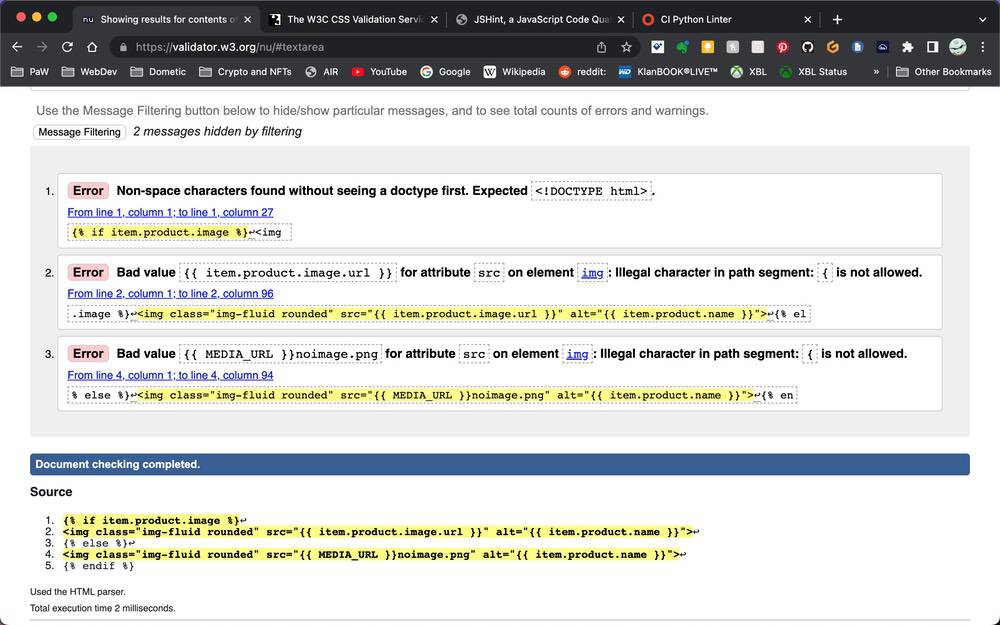 Showing results for contents of
The W3C CSS Validation Servi
JSHint, a JavaScript Code Qua
CI Python Linter
https://validator.w3.org/nu/#textarea
PaW WebDev Dometic Crypto and NFTs AIR YouTube Google Wikipedia reddit: KlanBOOK®LIVE™ XBL XBL Status » Other Bookmarks
Use the Message Filtering button below to hide/show particular messages, and to see total counts of errors and warnings.
Message Filtering 2 messages hidden by filtering
1. Error Non-space characters found without seeing a doctype first. Expected <!DOCTYPE html>.
From line 1, column 1; to line 1, column 27
{% if item.product.image %}↩<img
2. Error Bad value {{ item.product.image.url }} for attribute src on element img: Illegal character in path segment: { is not allowed.
From line 2, column 1; to line 2, column 96
.image %}↩<img class="img-fluid rounded" src="{{ item.product.image.url }}" alt="{{ item.product.name }}">↩{% el
3. Error Bad value {{ MEDIA_URL }}noimage.png for attribute src on element img: Illegal character in path segment: { is not allowed.
From line 4, column 1; to line 4, column 94
% else %}↩<img class="img-fluid rounded" src="{{ MEDIA_URL }}noimage.png" alt="{{ item.product.name }}">↩{% en
Document checking completed.
Source
1. {% if item.product.image %}↩
2. <img class="img-fluid rounded" src="{{ item.product.image.url }}" alt="{{ item.product.name }}">↩
3. {% else %}↩
4. <img class="img-fluid rounded" src="{{ MEDIA_URL }}noimage.png" alt="{{ item.product.name }}">↩
5. {% endif %}
Used the HTML parser.
Total execution time 2 milliseconds.